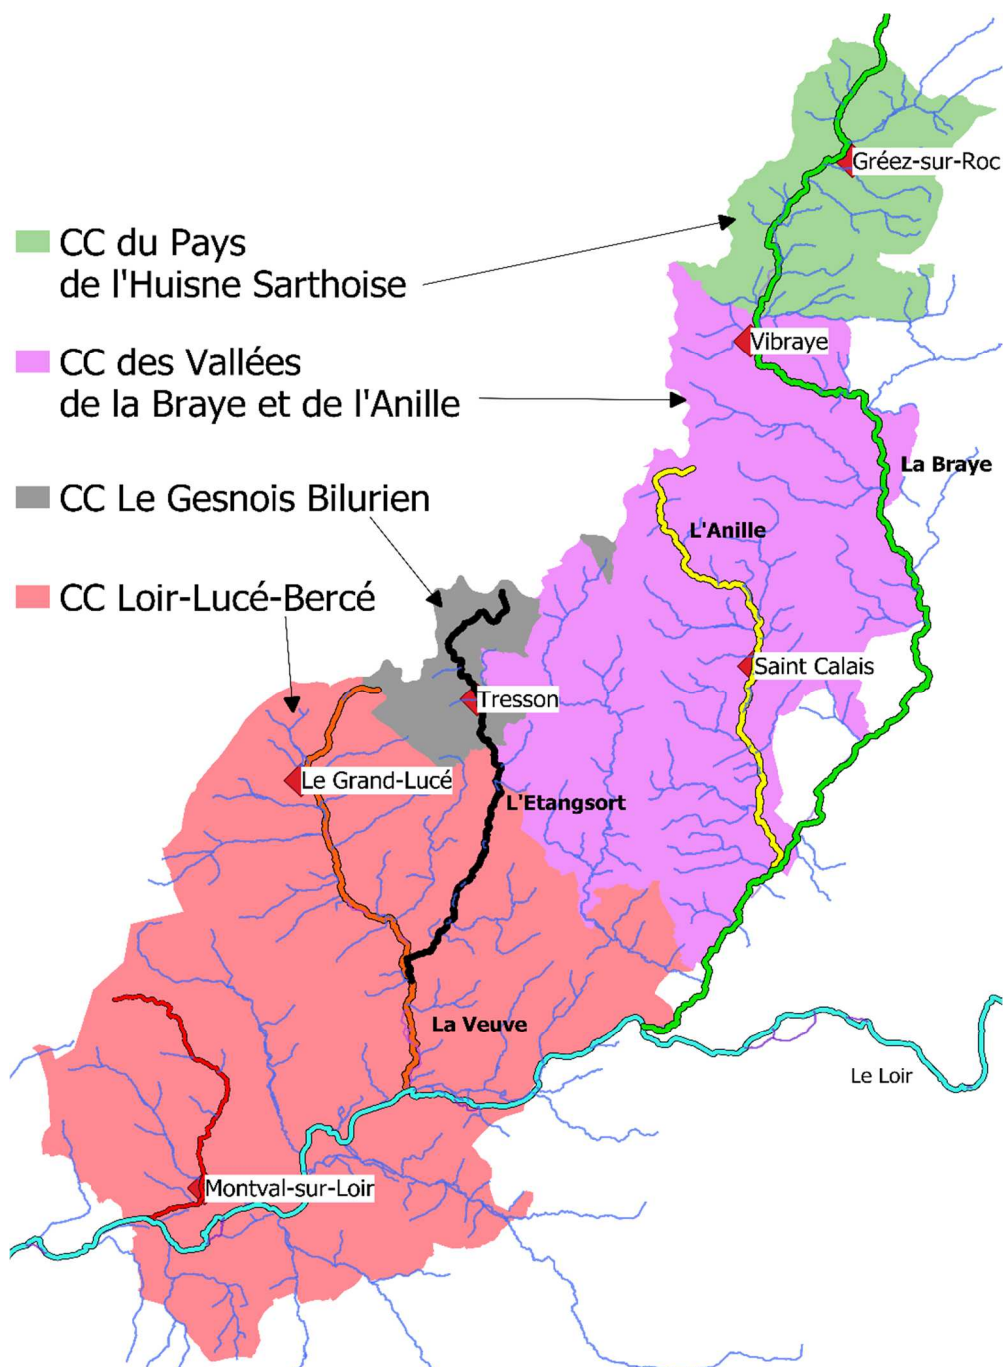 Gréez-sur-Roc
CC du Pays
de l'Huisne Sarthoise
Vibraye
CC des Vallées
de la Braye et de l'Anille
La Braye
CC Le Gesnois Bilurien
L'Anille
CC Loir-Lucé-Bercé
Saint Calais
Tresson
Le Grand-Lucé
L'Etangsort
La Veuve
Le Loir
Montval-sur-Loir